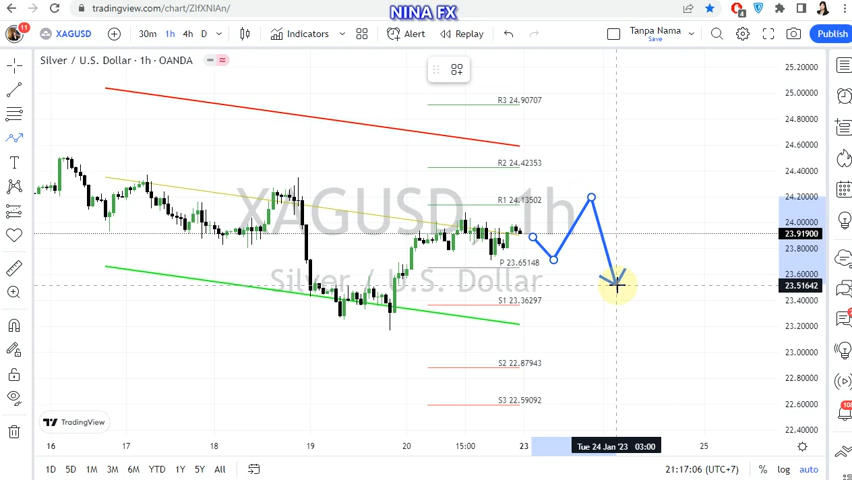 tradingview.com/chart/ZIfXNIAn/
NINA FX
4
11
XAGUSD
30m 1h 4h D
Indicators
Alert
Replay
Tanpa Nama
Save
Publish
Silver / U.S. Dollar · 1h · OANDA
XAGUSD, 1h
Silver / U.S. Dollar
R3 24.90707
R2 24.42353
R1 24.13502
P 23.65148
S1 23.36297
S2 22.87943
S3 22.59092
25.20000
25.00000
24.80000
24.60000
24.40000
24.20000
24.00000
23.91900
23.80000
23.60000
23.51642
23.40000
23.20000
23.00000
22.80000
22.60000
22.40000
TradingView
16 17 18 19 20 15:00 23 Tue 24 Jan '23 03:00 25
1D 5D 1M 3M 6M YTD 1Y 5Y All
21:17:06 (UTC+7) % log auto